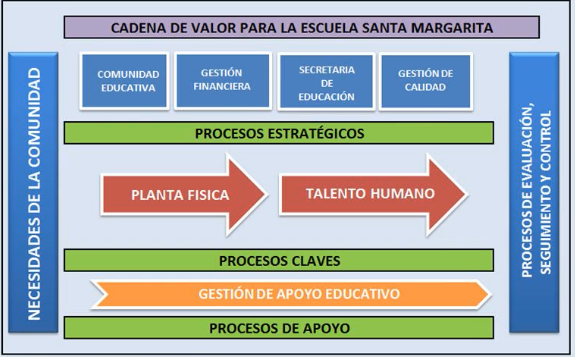 CADENA DE VALOR PARA LA ESCUELA SANTA MARGARITA
NECESIDADES DE LA COMUNIDAD
COMUNIDAD
EDUCATIVA
GESTIÓN
FINANCIERA
SECRETARIA
DE
EDUCACIÓN
GESTIÓN DE
CALIDAD
PROCESOS ESTRATÉGICOS
PLANTA FISICA
TALENTO HUMANO
PROCESOS CLAVES
GESTIÓN DE APOYO EDUCATIVO
PROCESOS DE APOYO
PROCESOS DE EVALUACIÓN,
SEGUIMIENTO Y CONTROL